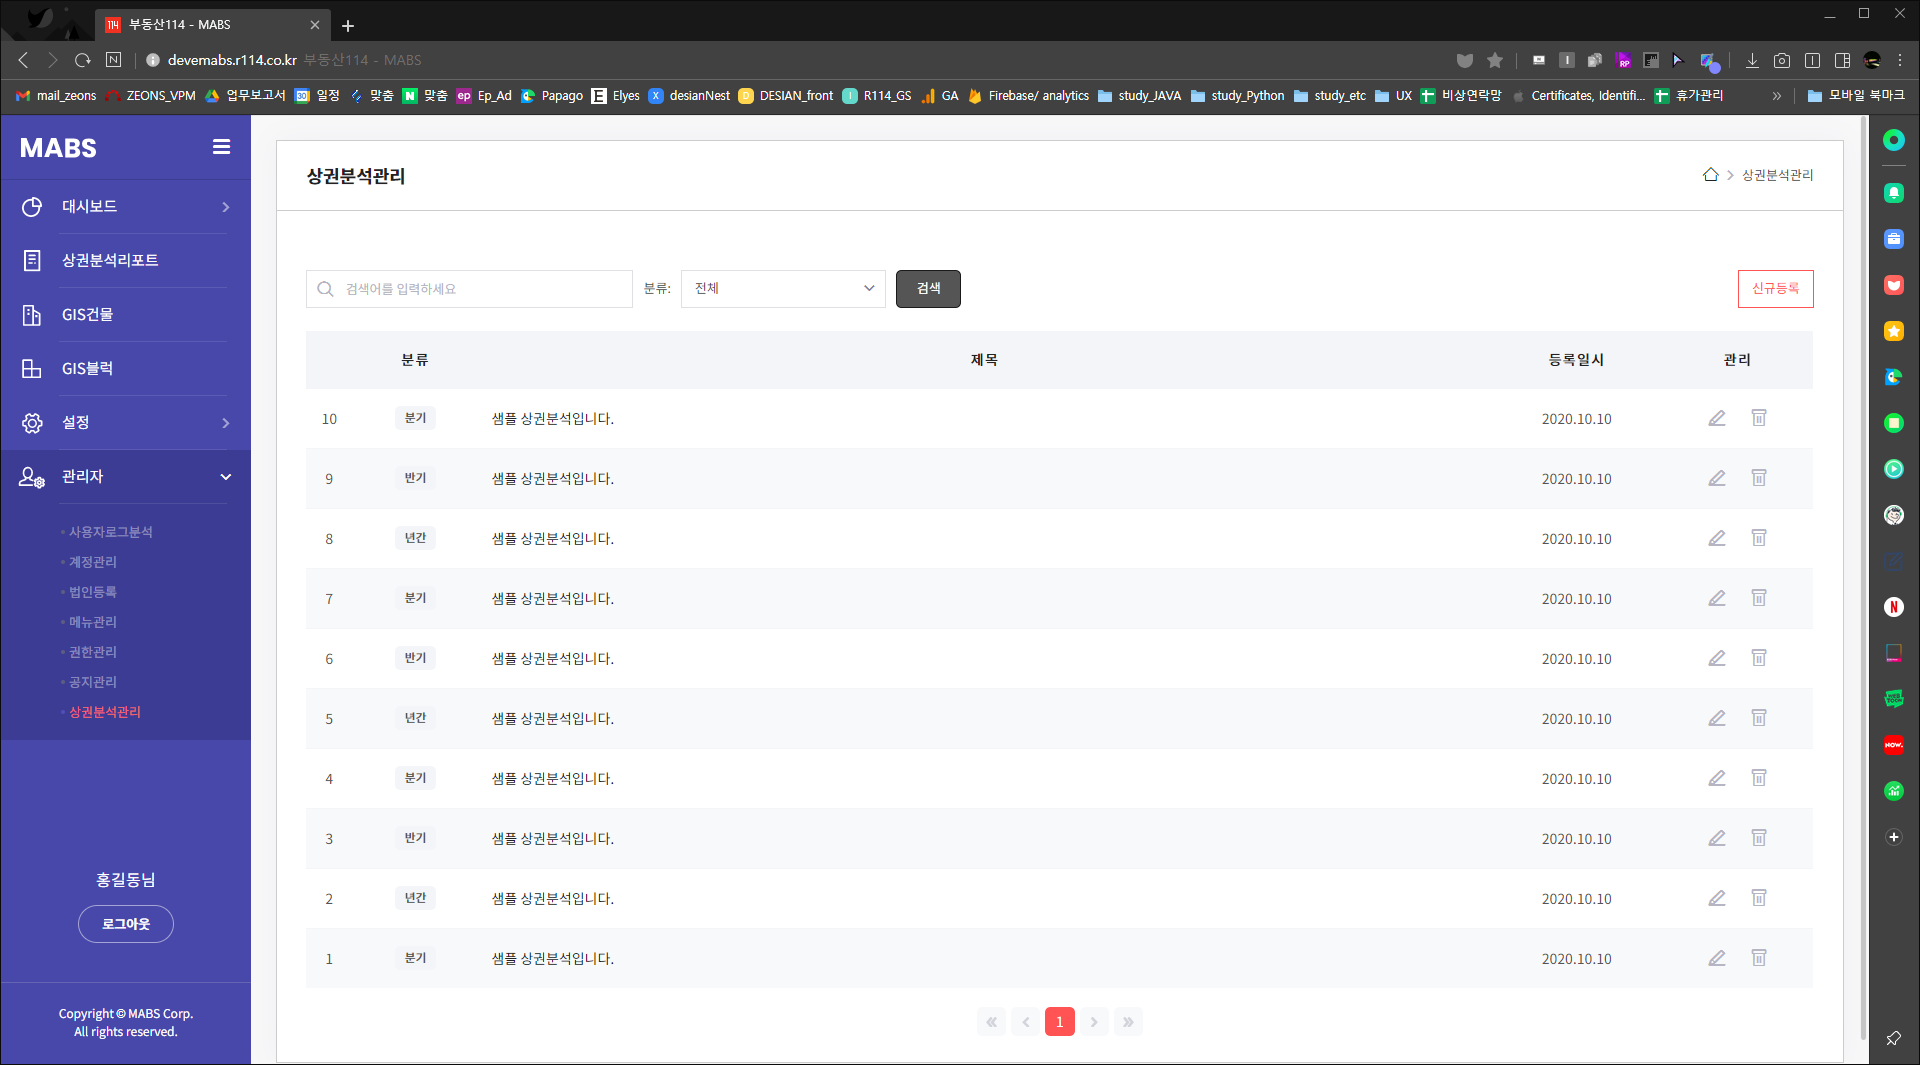 부동산114 - MABS
devemabs.r114.co.kr 부동산114 - MABS
mail_zeons ZEONS_VPM 업무보고서 일정 맞춤 맞춤 Ep_Ad Papago Elyes desianNest DESIAN_front R114_GS GA Firebase/ analytics study_JAVA study_Python study_etc UX 비상연락망 Certificates, Identifi... 휴가관리 » 모바일 북마크
MABS
대시보드
상권분석리포트
GIS건물
GIS블럭
설정
관리자
사용자로그분석
계정관리
법인등록
메뉴관리
권한관리
공지관리
상권분석관리
홍길동님
로그아웃
Copyright © MABS Corp.
All rights reserved.
상권분석관리
상권분석관리
검색어를 입력하세요 분류: 전체 검색 신규등록
분류 제목 등록일시 관리
10 분기 샘플 상권분석입니다. 2020.10.10
9 반기 샘플 상권분석입니다. 2020.10.10
8 년간 샘플 상권분석입니다. 2020.10.10
7 분기 샘플 상권분석입니다. 2020.10.10
6 반기 샘플 상권분석입니다. 2020.10.10
5 년간 샘플 상권분석입니다. 2020.10.10
4 분기 샘플 상권분석입니다. 2020.10.10
3 반기 샘플 상권분석입니다. 2020.10.10
2 년간 샘플 상권분석입니다. 2020.10.10
1 분기 샘플 상권분석입니다. 2020.10.10
« ‹ 1 › »